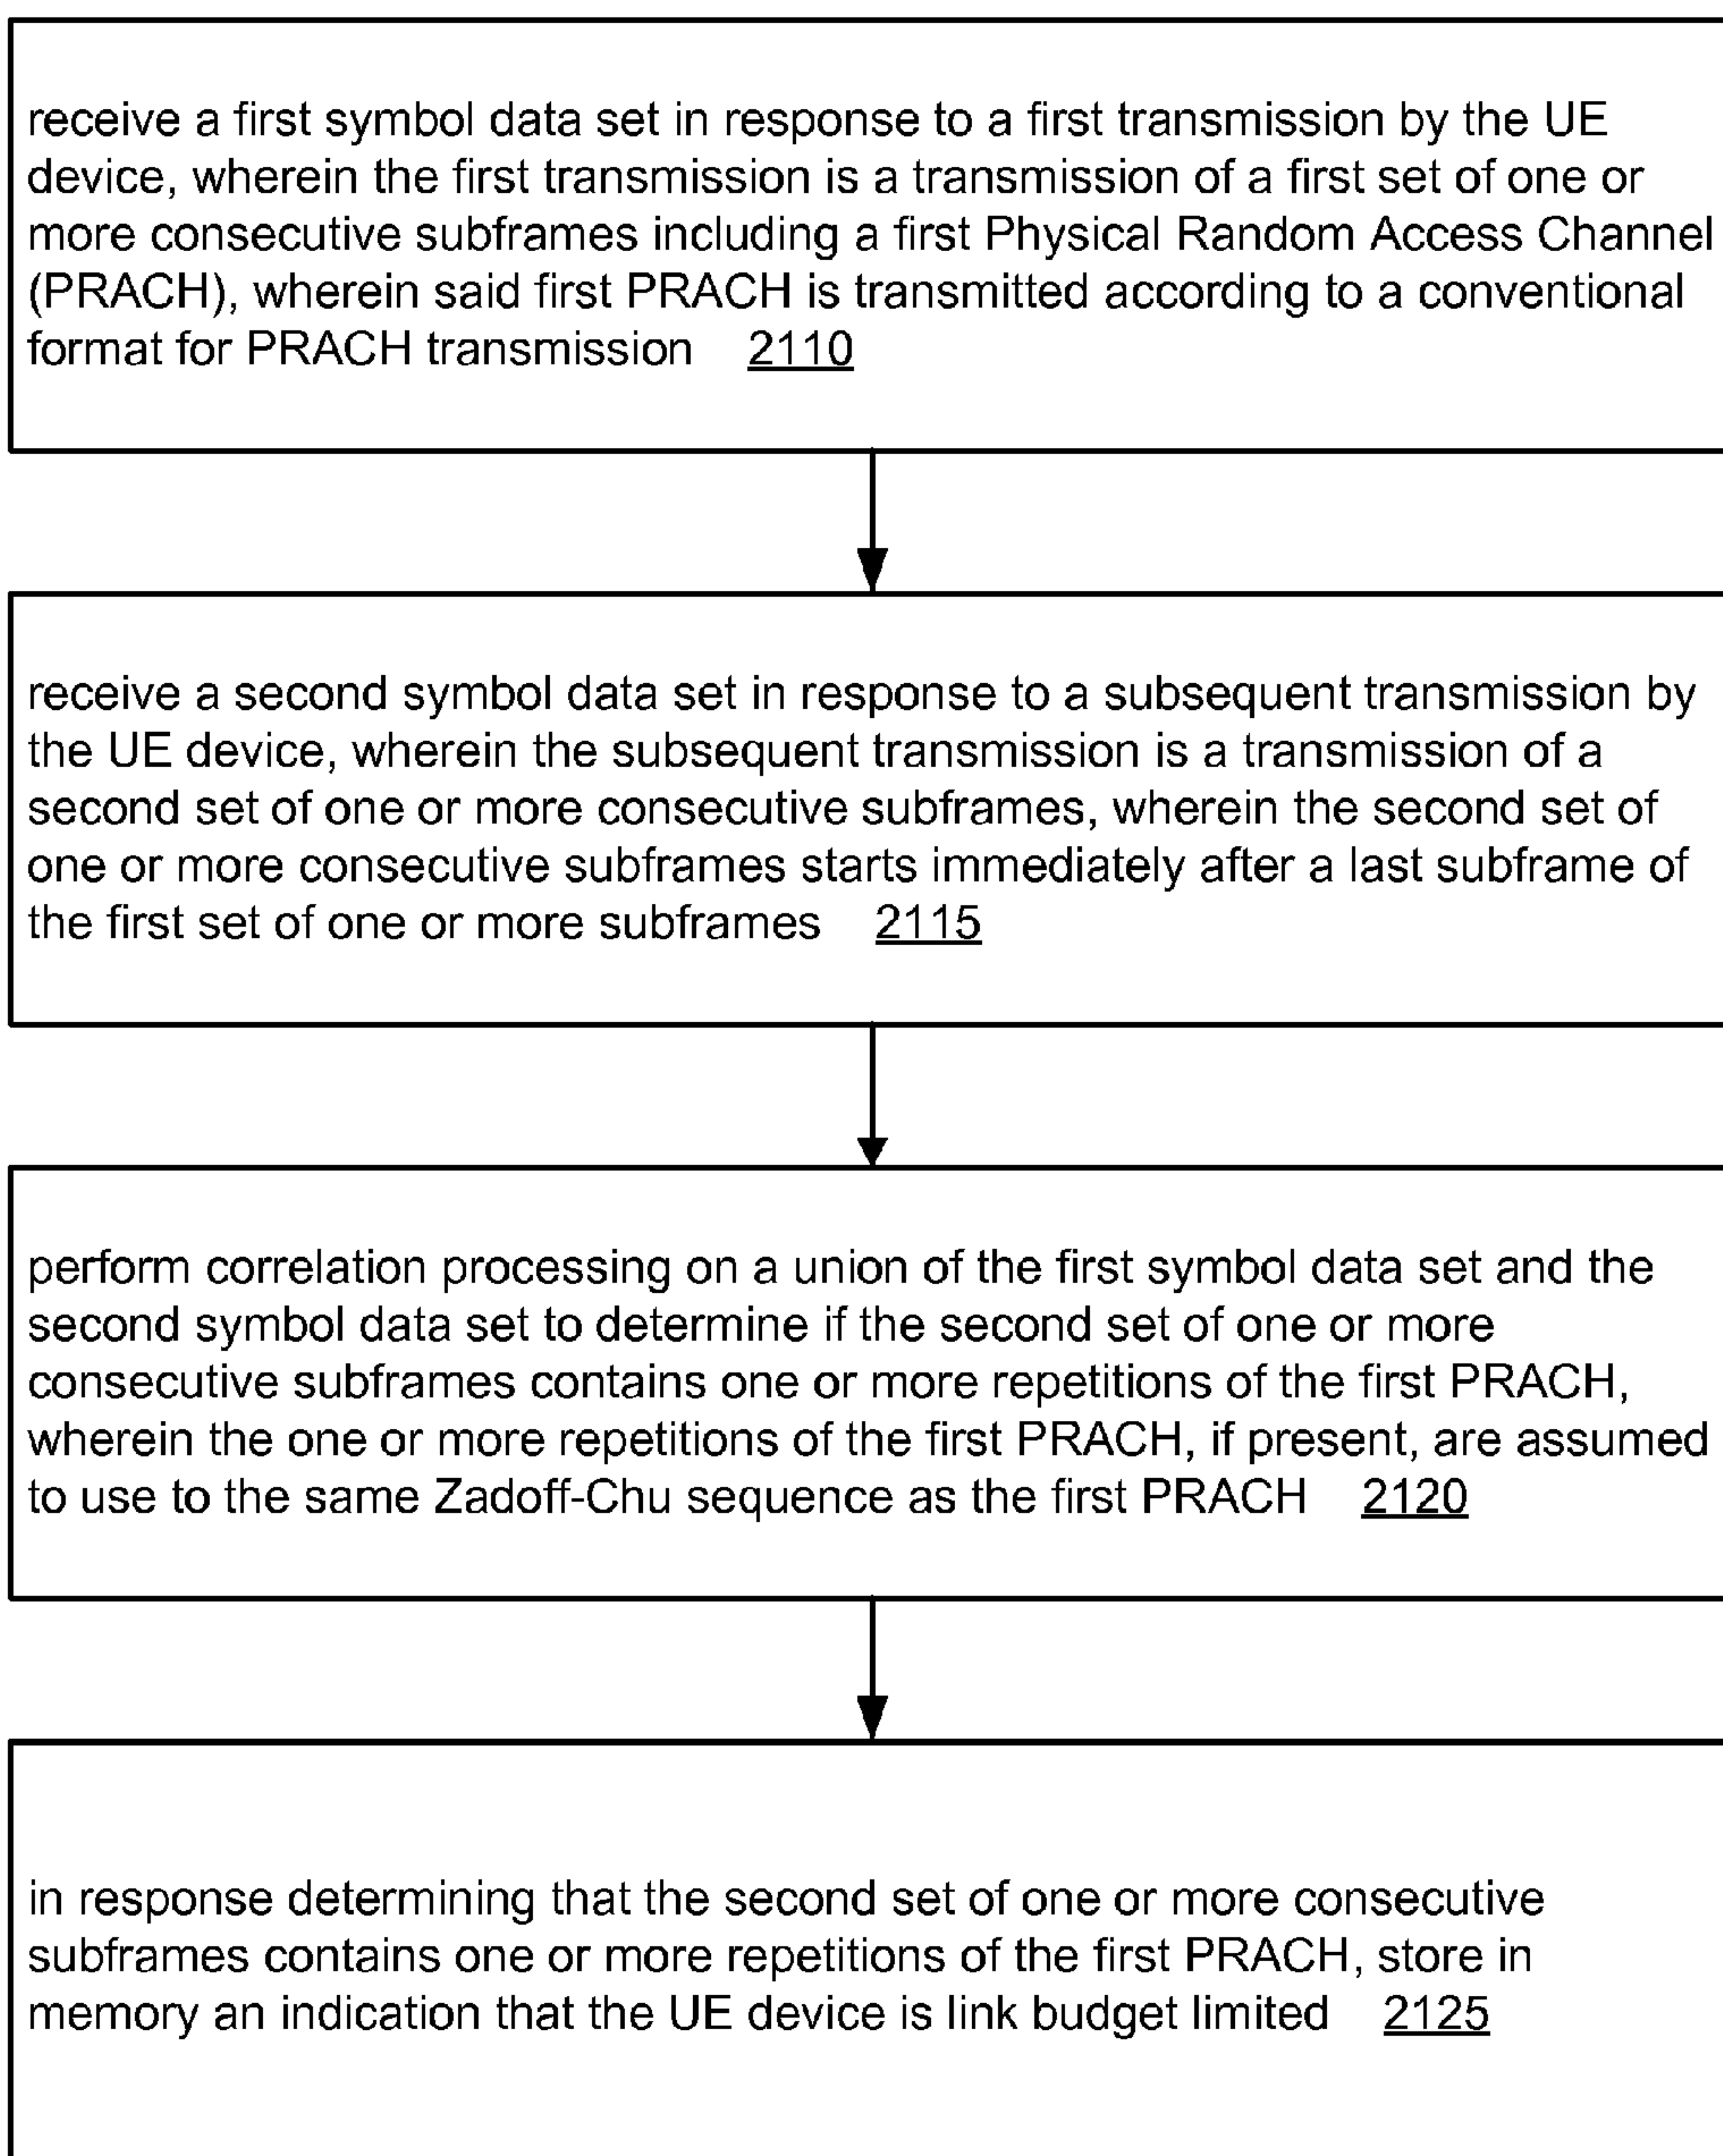 receive a first symbol data set in response to a first transmission by the UE
device, wherein the first transmission is a transmission of a first set of one or
more consecutive subframes including a first Physical Random Access Channel
(PRACH), wherein said first PRACH is transmitted according to a conventional
format for PRACH transmission 2110
receive a second symbol data set in response to a subsequent transmission by
the UE device, wherein the subsequent transmission is a transmission of a
second set of one or more consecutive subframes, wherein the second set of
one or more consecutive subframes starts immediately after a last subframe of
the first set of one or more subframes 2115
perform correlation processing on a union of the first symbol data set and the
second symbol data set to determine if the second set of one or more
consecutive subframes contains one or more repetitions of the first PRACH,
wherein the one or more repetitions of the first PRACH, if present, are assumed
to use to the same Zadoff-Chu sequence as the first PRACH 2120
in response determining that the second set of one or more consecutive
subframes contains one or more repetitions of the first PRACH, store in
memory an indication that the UE device is link budget limited 2125